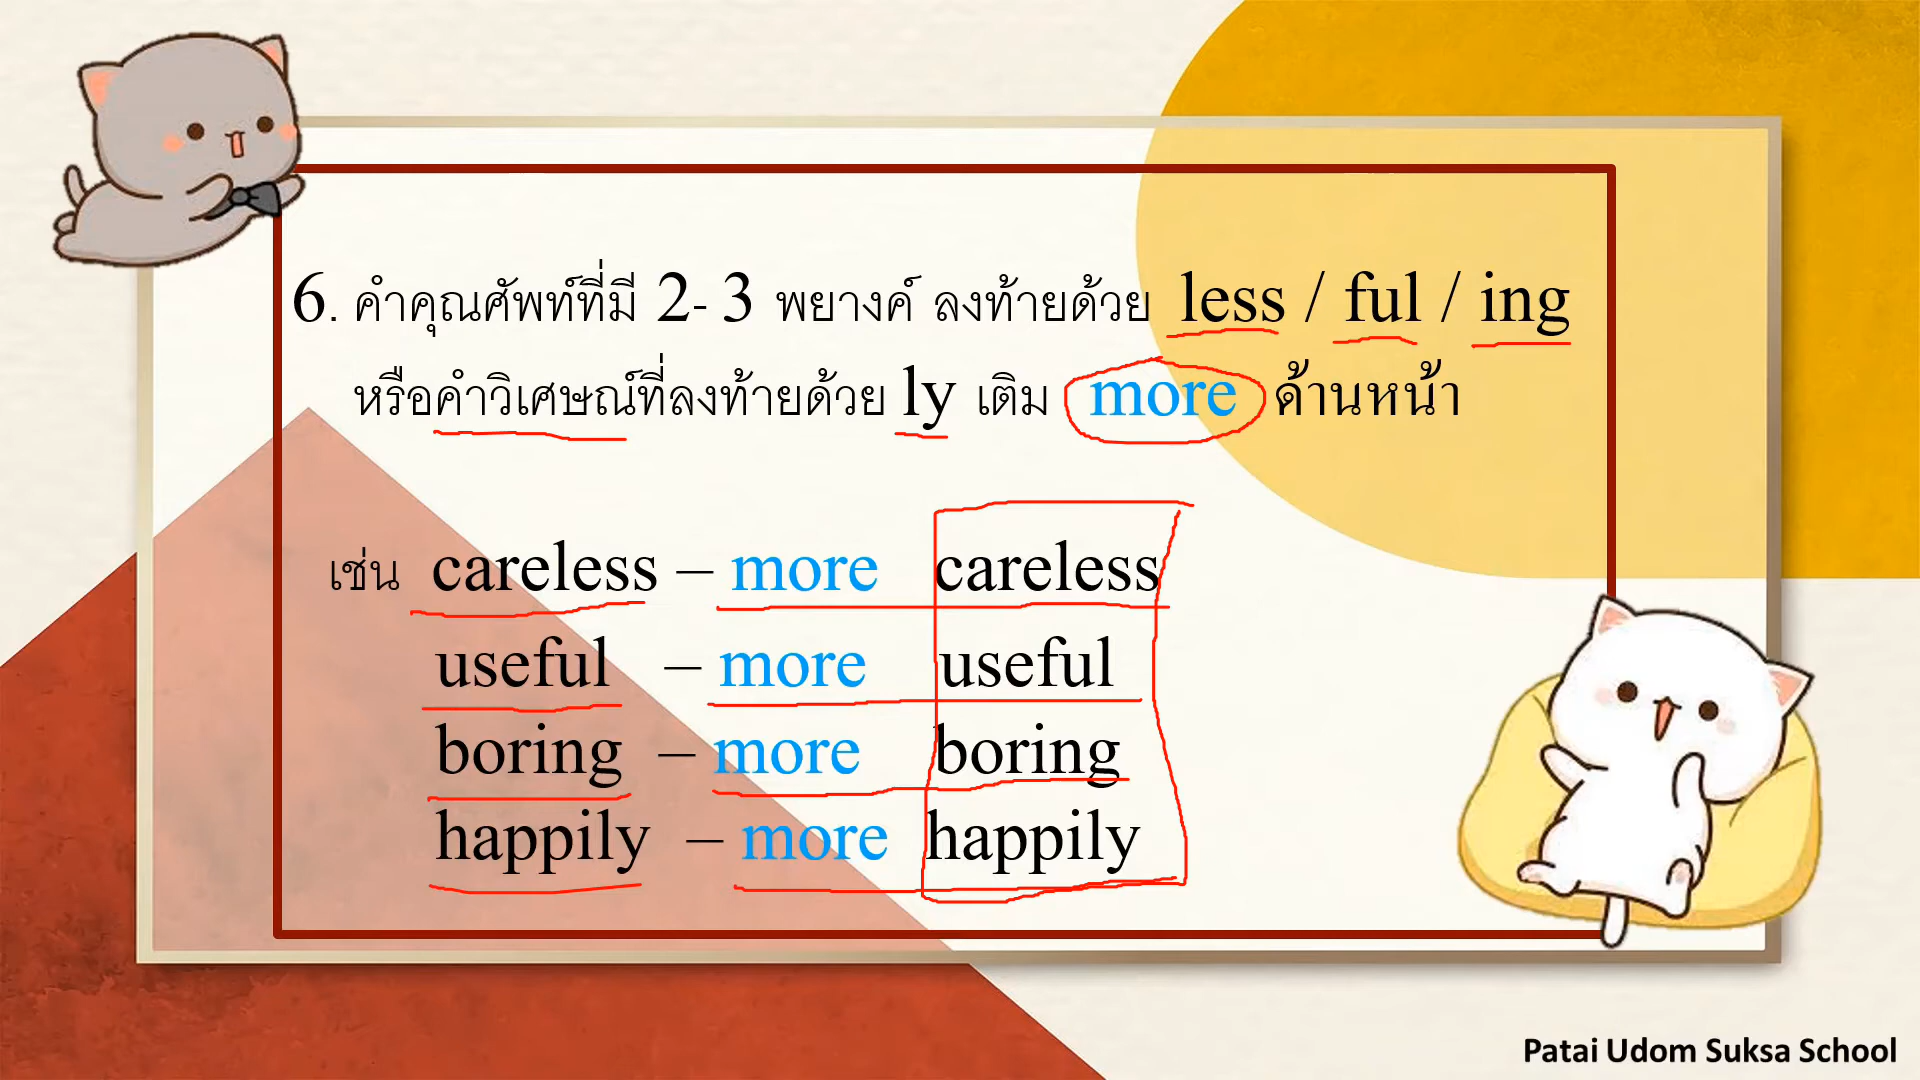 6. คำคุณศัพท์ที่มี 2- 3 พยางค์ ลงท้ายด้วย less / ful / ing
หรือคำวิเศษณ์ที่ลงท้ายด้วย ly เติม more ด้านหน้า
เช่น careless – more careless
useful – more useful
boring – more boring
happily – more happily
Patai Udom Suksa School